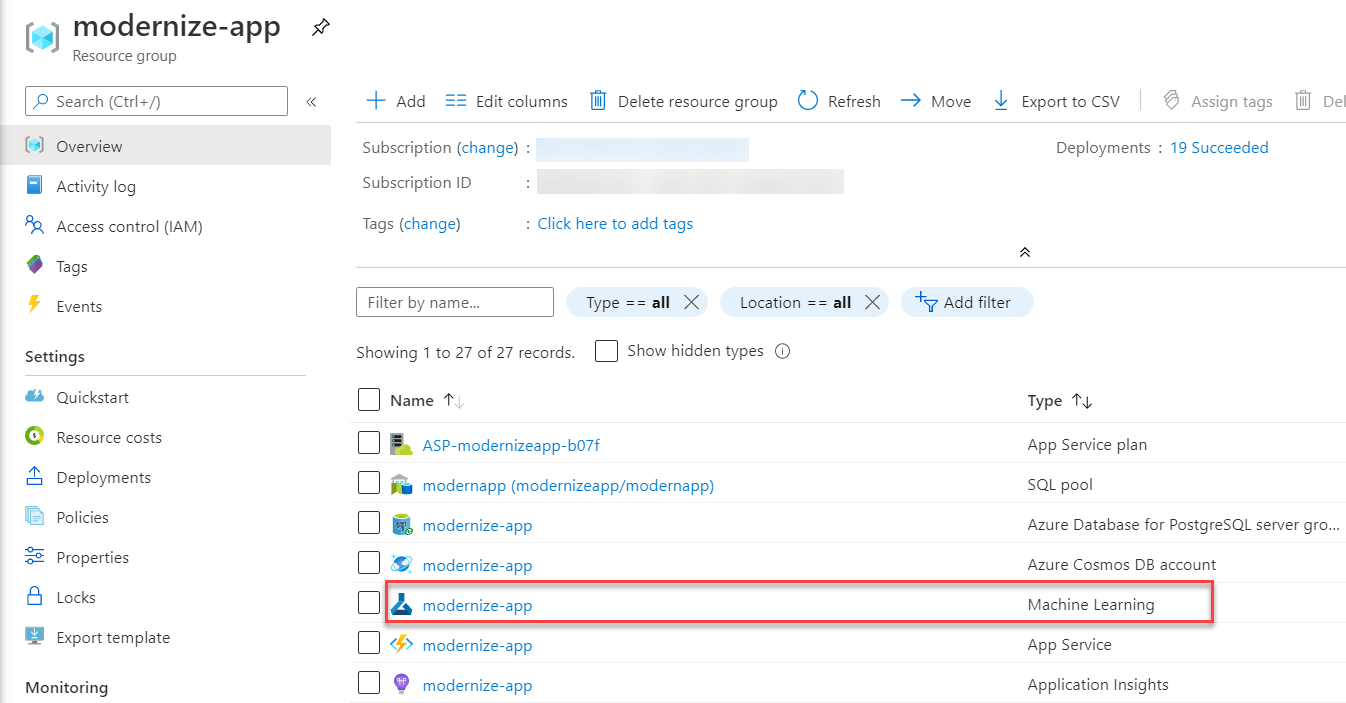 modernize-app
Resource group
Search (Ctrl+/)
«
Overview
Activity log
Access control (IAM)
Tags
Events
Settings
Quickstart
Resource costs
Deployments
Policies
Properties
Locks
Export template
Monitoring
Add Edit columns Delete resource group Refresh Move Export to CSV Assign tags Del
Subscription (change) :
Deployments : 19 Succeeded
Subscription ID :
Tags (change) : Click here to add tags
Filter by name... Type == all Location == all Add filter
Showing 1 to 27 of 27 records. Show hidden types
Name Type
ASP-modernizeapp-b07f App Service plan
modernapp (modernizeapp/modernapp) SQL pool
modernize-app Azure Database for PostgreSQL server gro...
modernize-app Azure Cosmos DB account
modernize-app Machine Learning
modernize-app App Service
modernize-app Application Insights